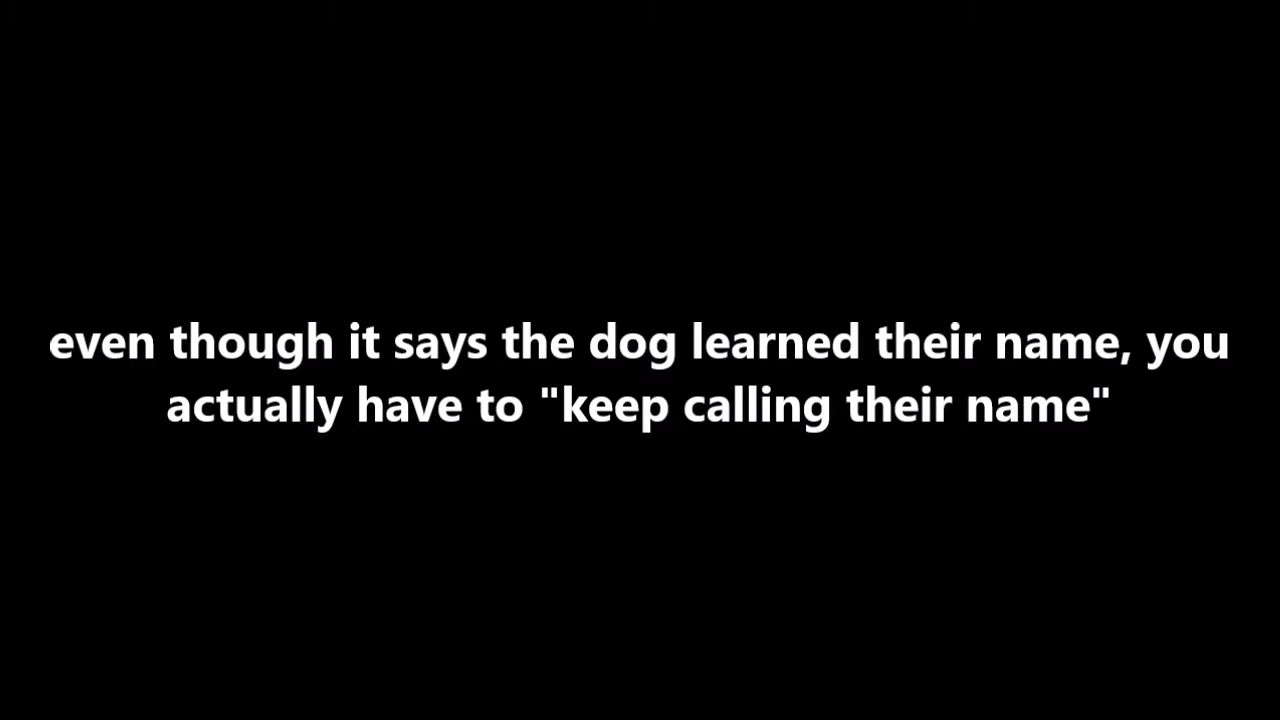 even though it says the dog learned their name, you
actually have to "keep calling their name"